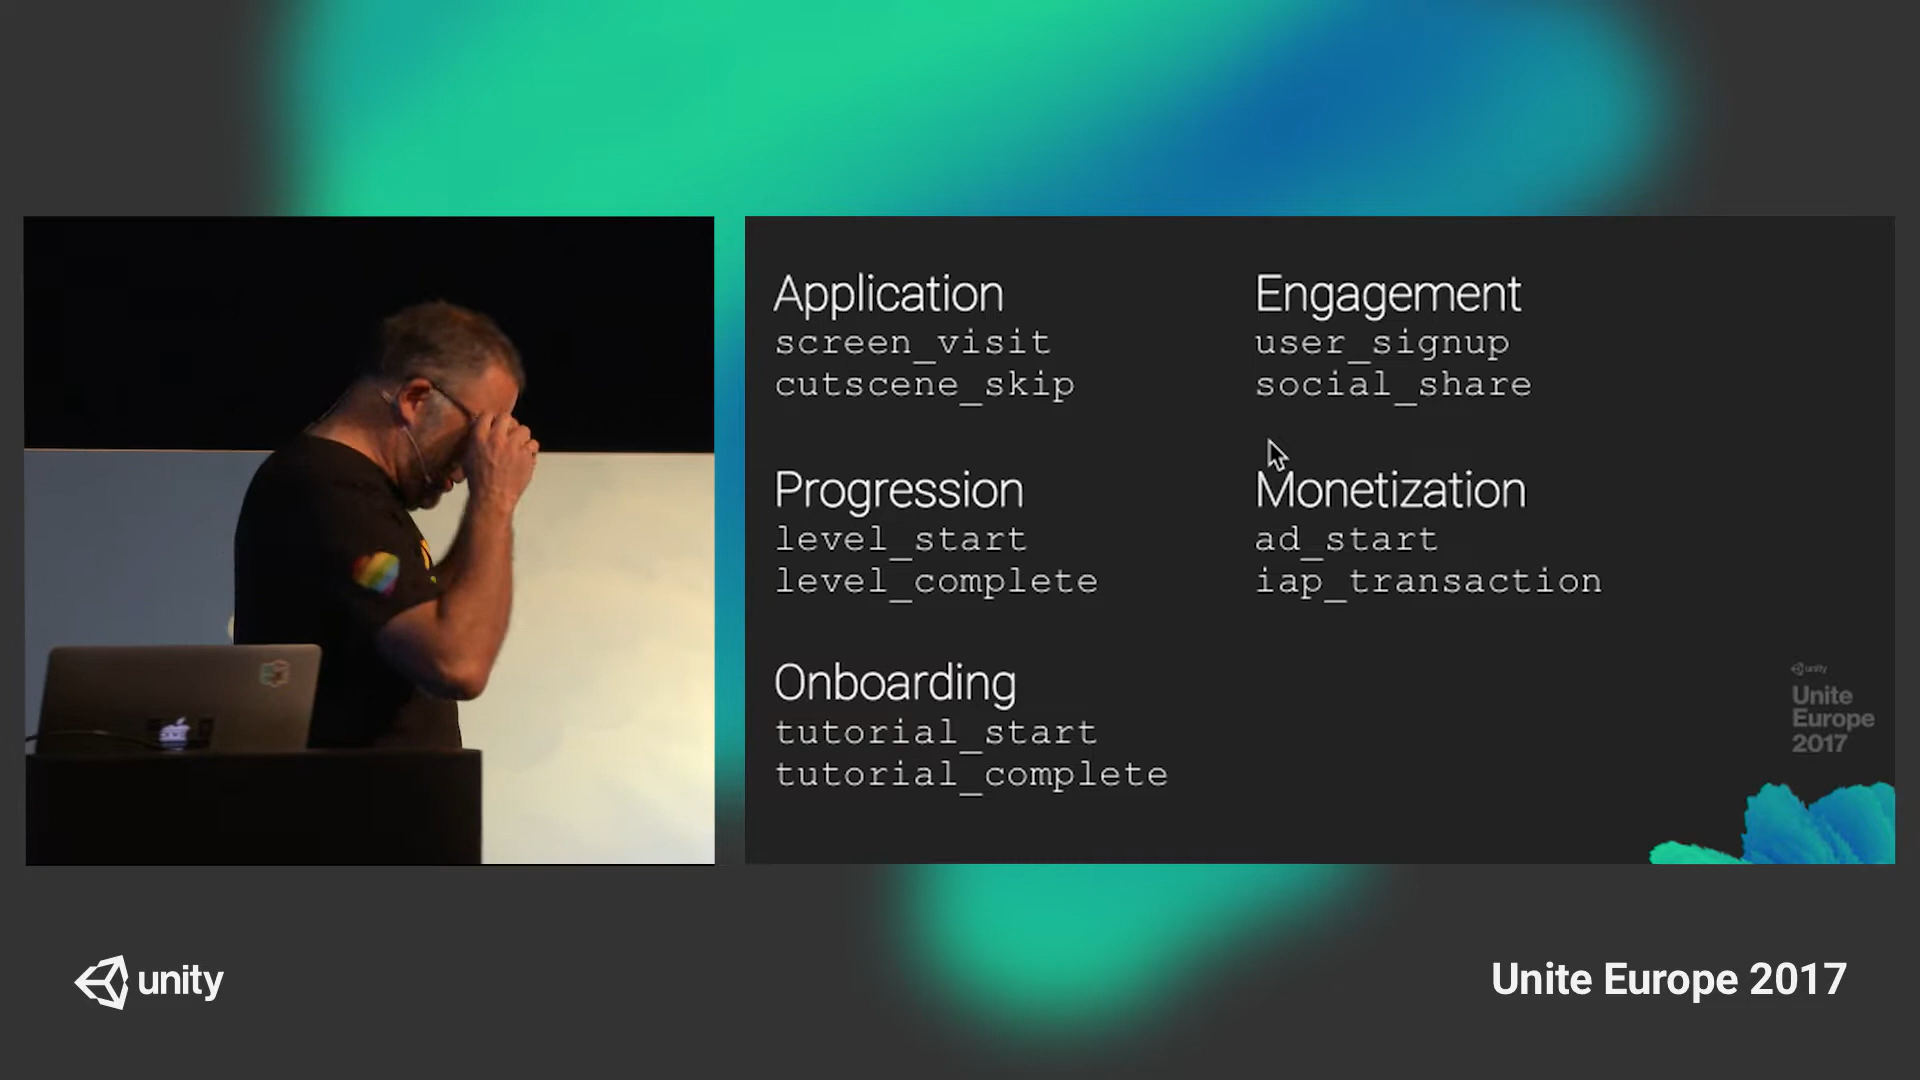 Application
screen_visit
cutscene_skip
Progression
level_start
level_complete
Onboarding
tutorial_start
tutorial_complete
Engagement
user_signup
social_share
Monetization
ad_start
iap_transaction
unity
Unite
Europe
2017
unity
Unite Europe 2017